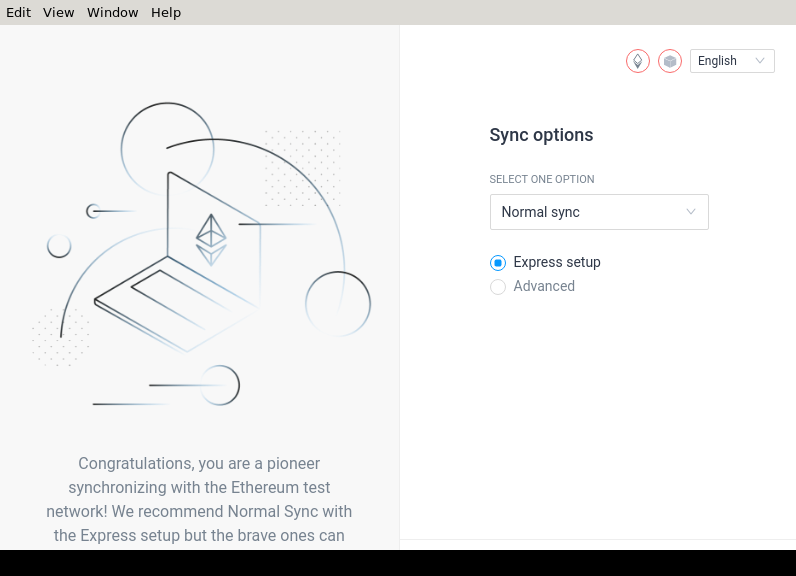 Edit View Window Help
English
Sync options
SELECT ONE OPTION
Normal sync
Express setup
Advanced
Congratulations, you are a pioneer
synchronizing with the Ethereum test
network! We recommend Normal Sync with
the Express setup but the brave ones can